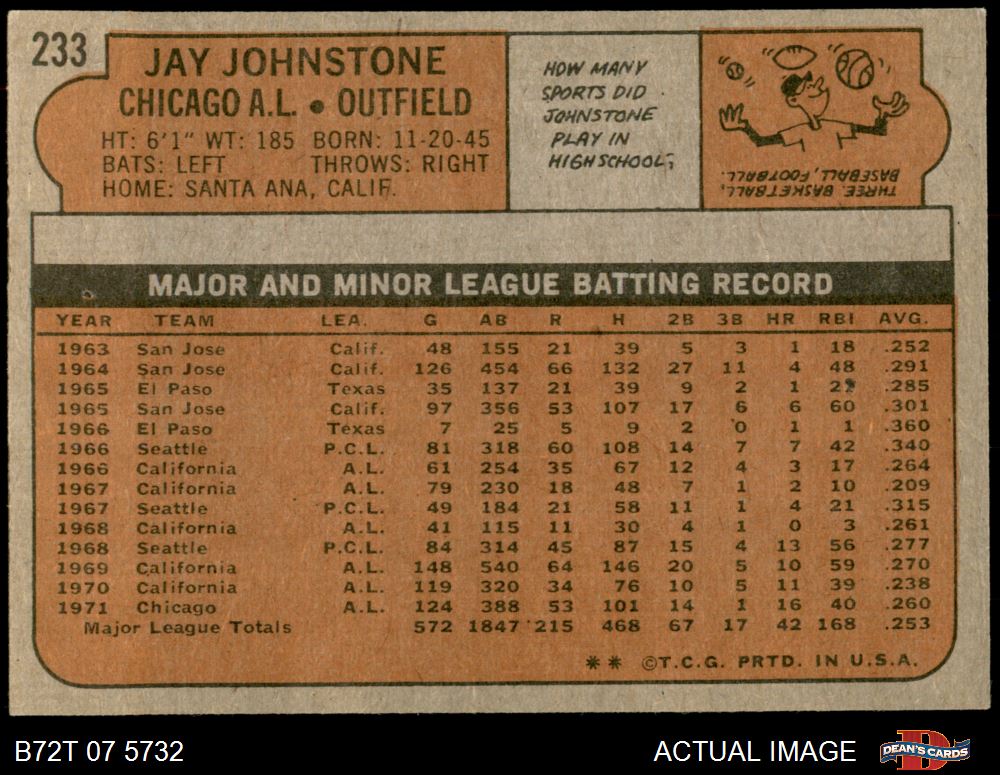 233
JAY JOHNSTONE
CHICAGO A.L. • OUTFIELD
HT: 6'1" WT: 185 BORN: 11-20-45
BATS: LEFT THROWS: RIGHT
HOME: SANTA ANA, CALIF.
HOW MANY
SPORTS DID
JOHNSTONE
PLAY IN
HIGH SCHOOL?
THREE. BASKETBALL,
BASEBALL, FOOTBALL.
MAJOR AND MINOR LEAGUE BATTING RECORD
YEAR TEAM LEA. G AB R H 2B 3B HR RBI AVG.
1963 San Jose Calif. 48 155 21 39 5 3 1 18 .252
1964 San Jose Calif. 126 454 66 132 27 11 4 48 .291
1965 El Paso Texas 35 137 21 39 9 2 1 .285
1965 San Jose Calif. 97 356 53 107 17 6 6 60 .301
1966 El Paso Texas 7 25 5 9 2 0 1 1 .360
1966 Seattle P.C.L. 81 318 60 108 14 7 7 42 .340
1966 California A.L. 61 254 35 67 12 4 3 17 .264
1967 California A.L. 79 230 18 48 7 1 2 10 .209
1967 Seattle P.C.L. 49 184 21 58 11 1 4 21 .315
1968 California A.L. 41 115 11 30 4 1 0 3 .261
1968 Seattle P.C.L. 84 314 45 87 15 4 13 56 .277
1969 California A.L. 148 540 64 146 20 5 10 59 .270
1970 California A.L. 119 320 34 76 10 5 11 39 .238
1971 Chicago A.L. 124 388 53 101 14 1 16 40 .260
Major League Totals 572 1847 215 468 67 17 42 168 .253
** ©T.C.G. PRTD. IN U.S.A.
B72T 07 5732 ACTUAL IMAGE DEAN'S CARDS